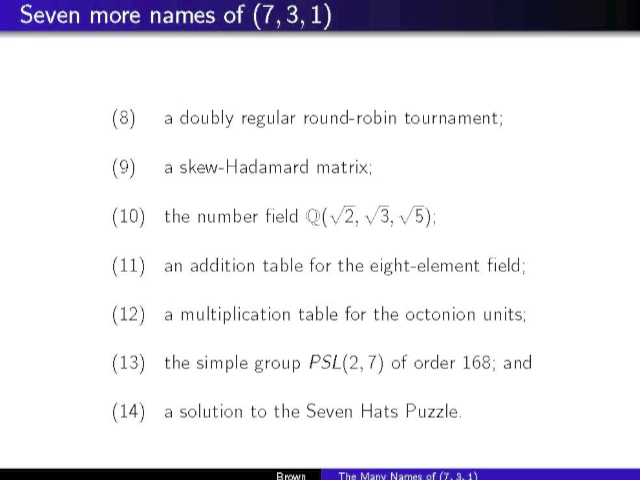 Seven more names of (7, 3, 1)
(8) a doubly regular round-robin tournament;
(9) a skew-Hadamard matrix;
(10) the number field ℚ(√2, √3, √5);
(11) an addition table for the eight-element field;
(12) a multiplication table for the octonion units;
(13) the simple group PSL(2, 7) of order 168; and
(14) a solution to the Seven Hats Puzzle.
Brown The Many Names of (7, 3, 1)